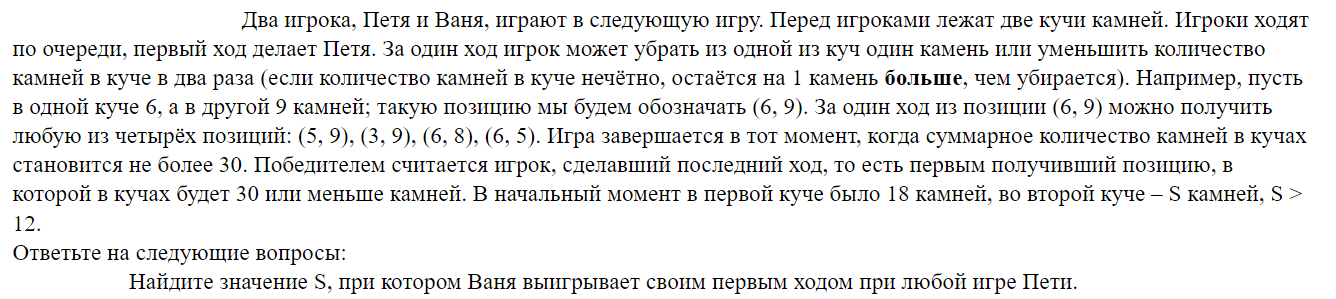 Два игрока, Петя и Ваня, играют в следующую игру. Перед игроками лежат две кучи камней. Игроки ходят
по очереди, первый ход делает Петя. За один ход игрок может убрать из одной из куч один камень или уменьшить количество
камней в куче в два раза (если количество камней в куче нечётно, остаётся на 1 камень больше, чем убирается). Например, пусть
в одной куче 6, а в другой 9 камней; такую позицию мы будем обозначать (6, 9). За один ход из позиции (6, 9) можно получить
любую из четырёх позиций: (5, 9), (3, 9), (6, 8), (6, 5). Игра завершается в тот момент, когда суммарное количество камней в кучах
становится не более 30. Победителем считается игрок, сделавший последний ход, то есть первым получивший позицию, в
которой в кучах будет 30 или меньше камней. В начальный момент в первой куче было 18 камней, во второй куче – S камней, S >
12.
Ответьте на следующие вопросы:
Найдите значение S, при котором Ваня выигрывает своим первым ходом при любой игре Пети.